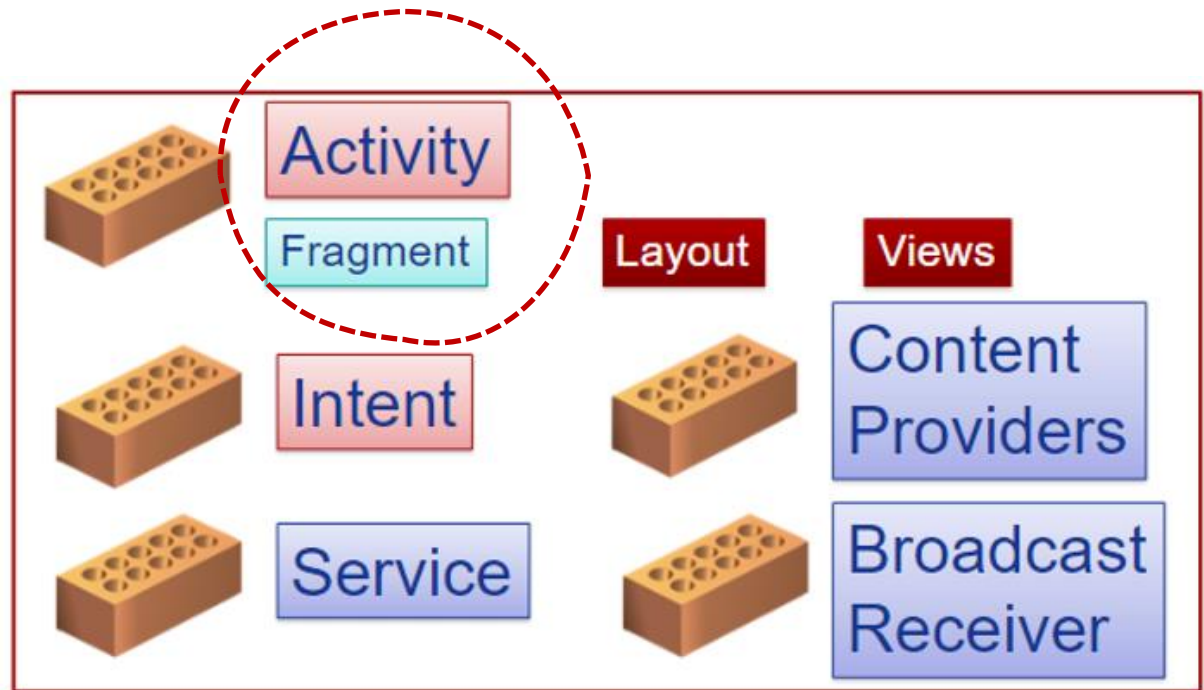 Activity
Fragment
Layout
Views
Intent
Content
Providers
Service
Broadcast
Receiver